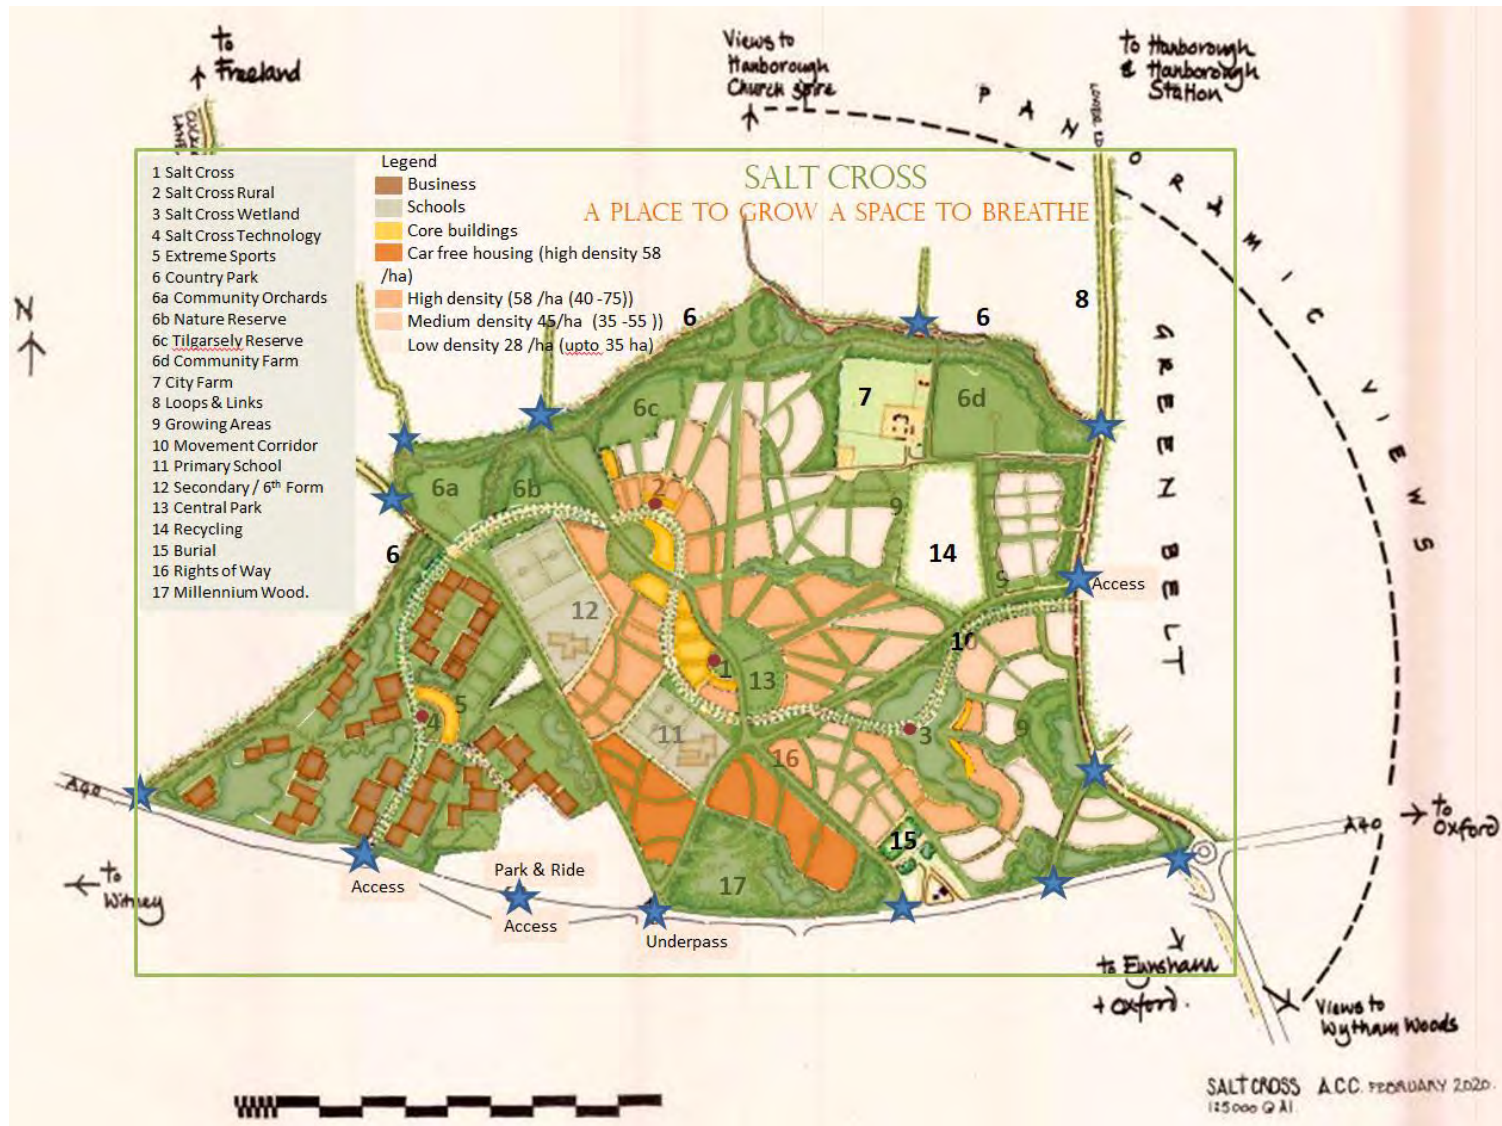 to
Freeland
Views to
Hanborough
Church Spire
to Hanborough
& Hanborough
Station
LOWER RD
CUCKOO
LANE
PANORAMIC VIEWS
1 Salt Cross
2 Salt Cross Rural
3 Salt Cross Wetland
4 Salt Cross Technology
5 Extreme Sports
6 Country Park
6a Community Orchards
6b Nature Reserve
6c Tilgarsely Reserve
6d Community Farm
7 City Farm
8 Loops & Links
9 Growing Areas
10 Movement Corridor
11 Primary School
12 Secondary / 6th Form
13 Central Park
14 Recycling
15 Burial
16 Rights of Way
17 Millennium Wood.
Legend
Business
Schools
Core buildings
Car free housing (high density 58
/ha)
High density (58 /ha (40 -75))
Medium density 45/ha (35 -55 ))
Low density 28 /ha (upto 35 ha)
SALT CROSS
A PLACE TO GROW A SPACE TO BREATHE
N
6
6
8
6c
7
6d
6a
6b
2
9
6
14
9
Access
12
10
1
13
5
4
11
3
9
16
15
17
GREEN BELT
A40
to
Witney
Access
Park & Ride
Access
Underpass
A40
to
Oxford
to Eynsham
+ Oxford.
Views to
Wytham Woods
SALT CROSS A.C.C. FEBRUARY 2020.
1:5000 @ A1.